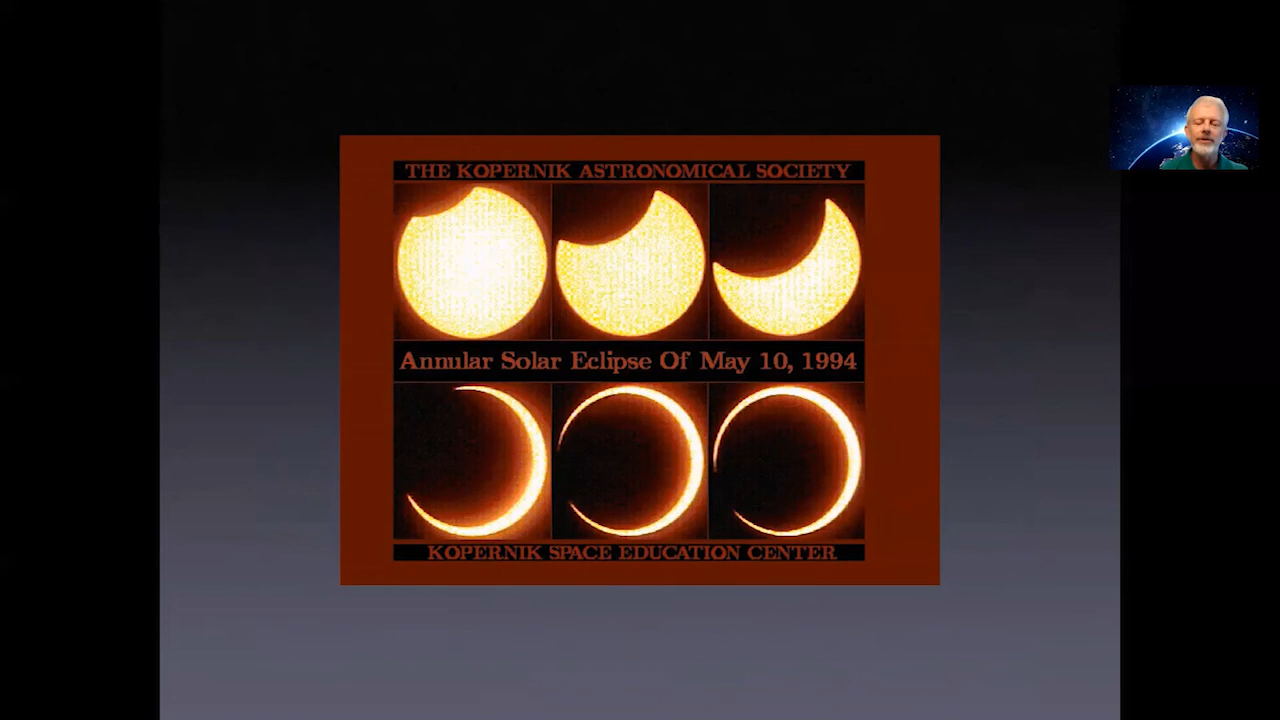 THE KOPERNIK ASTRONOMICAL SOCIETY
Annular Solar Eclipse Of May 10, 1994
KOPERNIK SPACE EDUCATION CENTER